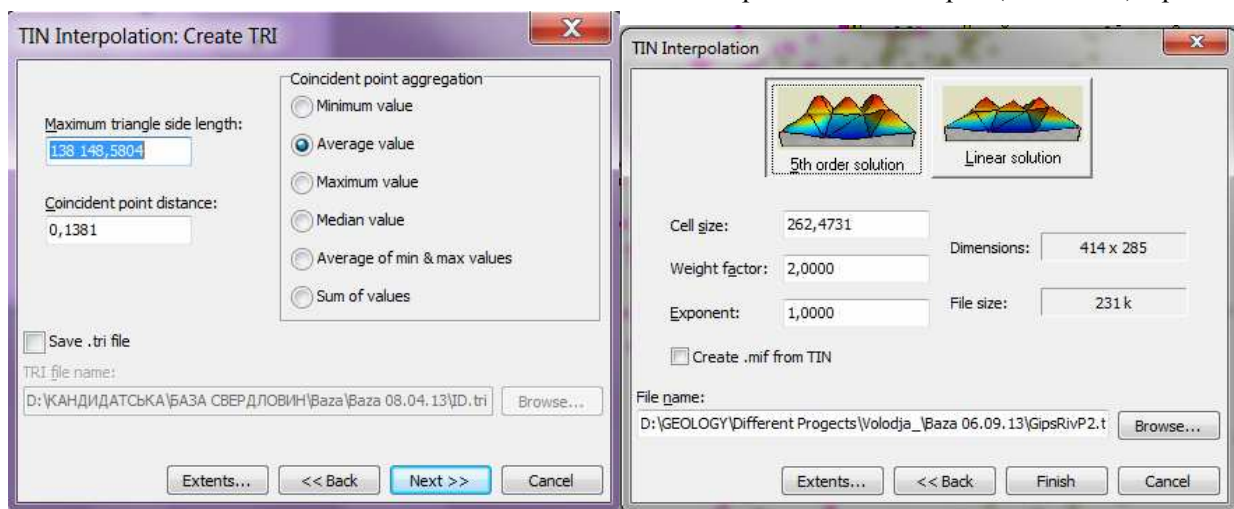 TIN Interpolation: Create TRI
Maximum triangle side length:
138 148,5804
Coincident point distance:
0,1381
Coincident point aggregation
Minimum value
Average value
Maximum value
Median value
Average of min & max values
Sum of values
Save .tri file
TRI file name:
D:\КАНДИДАТСЬКА\БАЗА СВЕРДЛОВИН\Baza\Baza 08.04.13\ID.tri
Browse...
Extents...
<< Back
Next >>
Cancel
TIN Interpolation
5th order solution
Linear solution
Cell size:
262,4731
Weight factor:
2,0000
Exponent:
1,0000
Dimensions:
414 x 285
File size:
231 k
Create .mif from TIN
File name:
D:\GEOLOGY\Different Progects\Volodja_\Baza 06.09.13\GipsRivP2.t
Browse...
Extents...
<< Back
Finish
Cancel